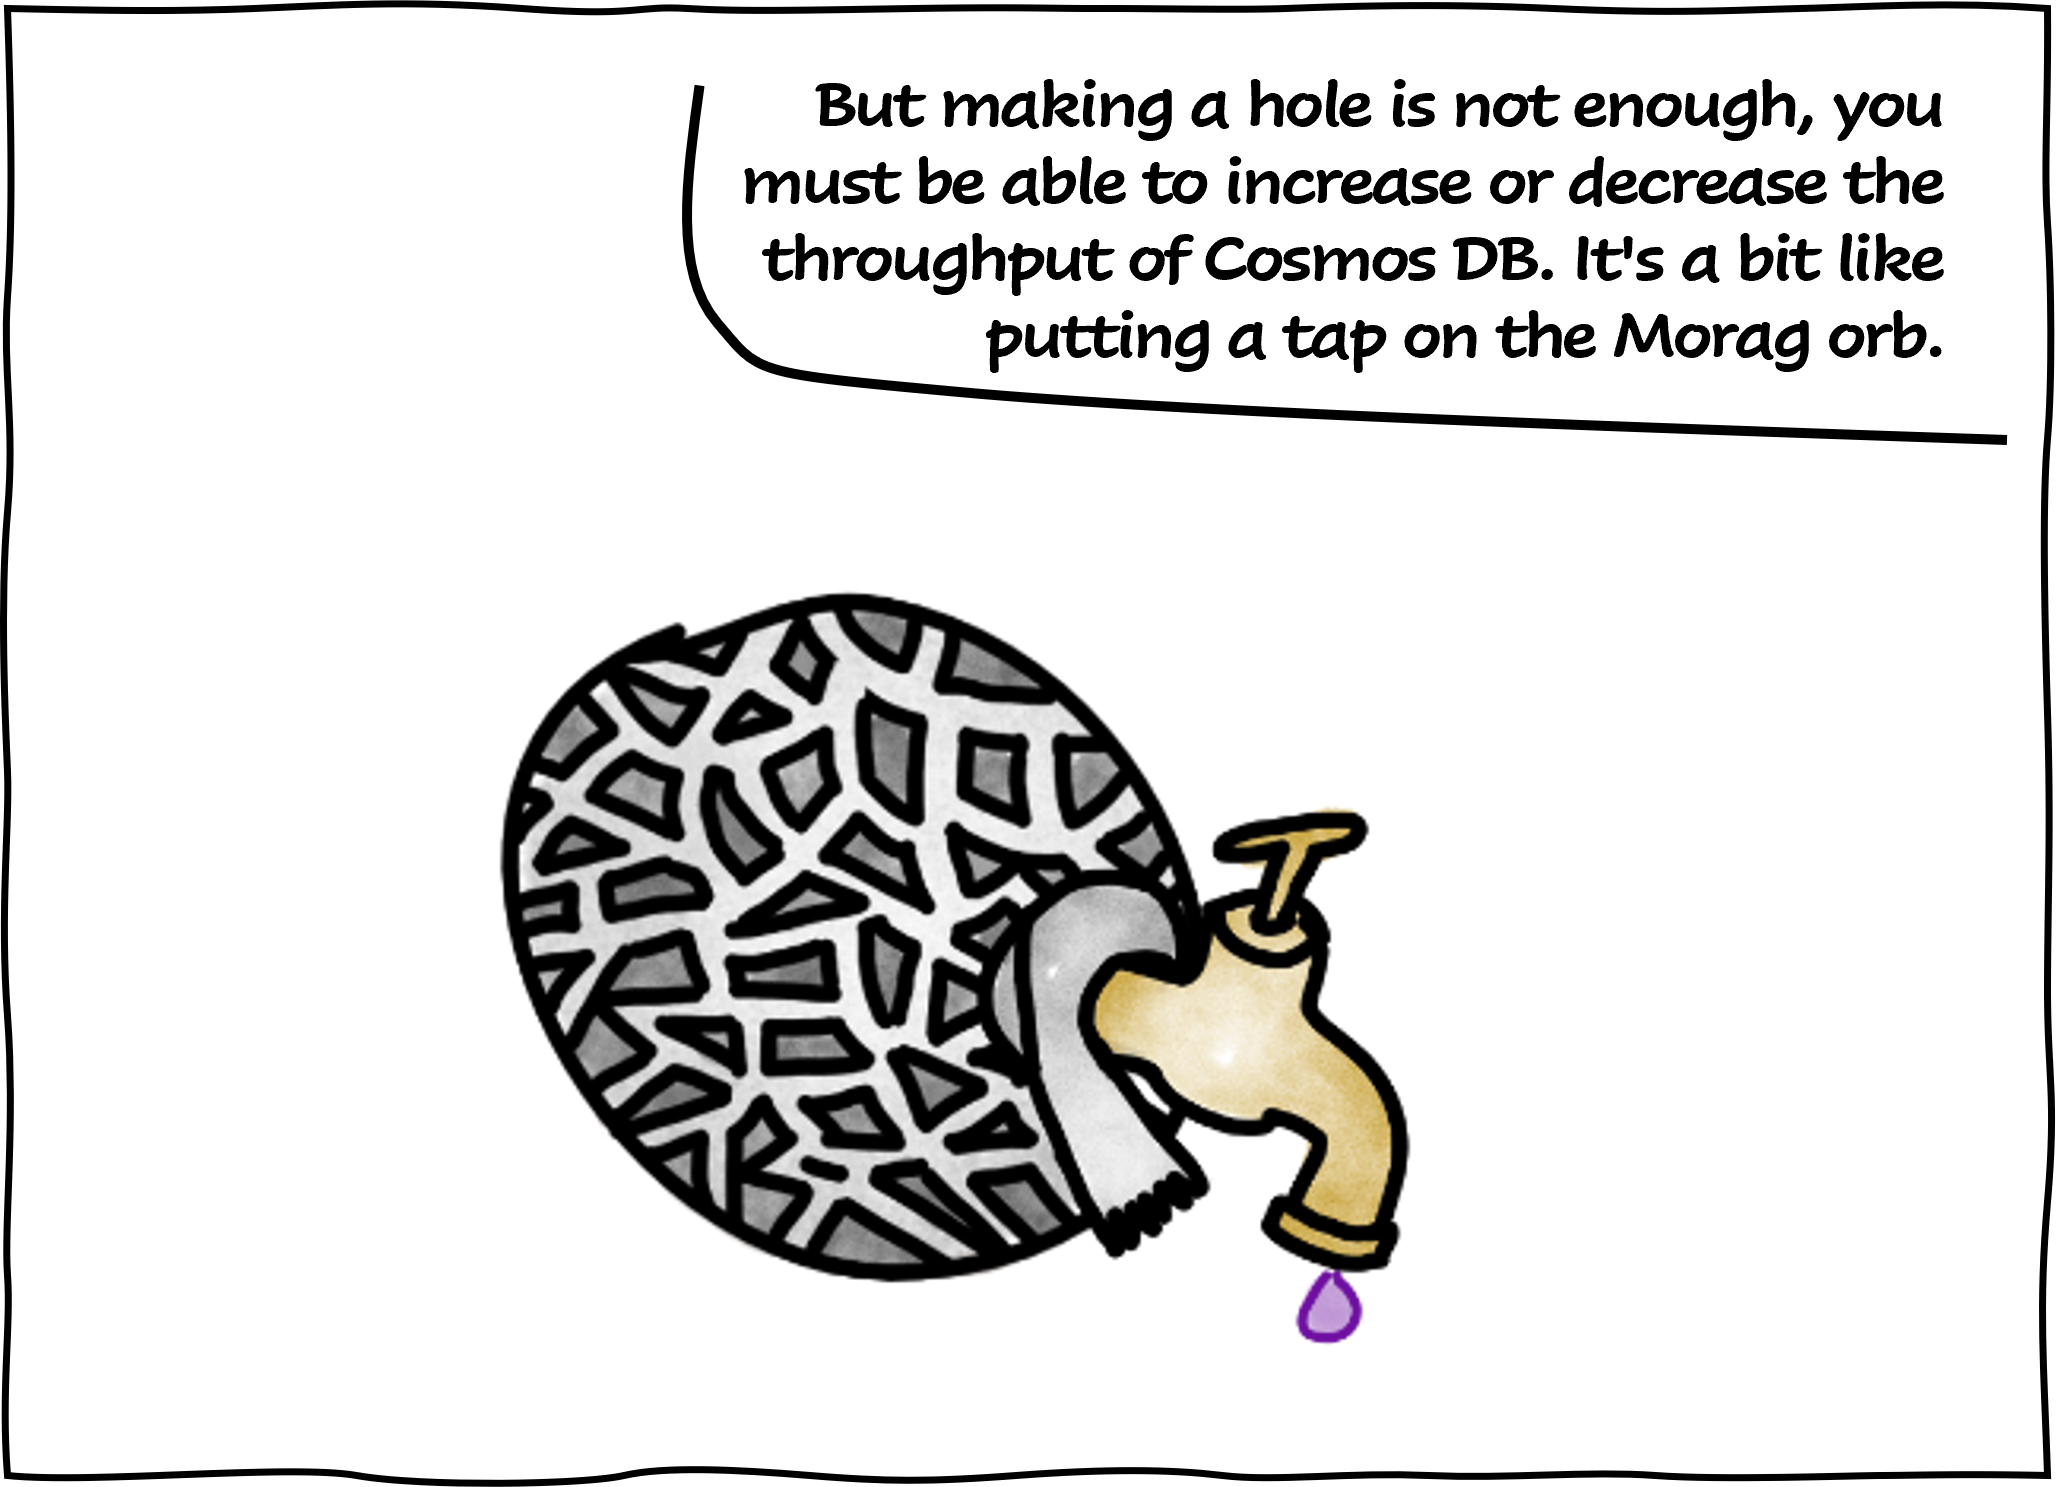 But making a hole is not enough, you
must be able to increase or decrease the
throughput of Cosmos DB. It's a bit like
putting a tap on the Morag orb.